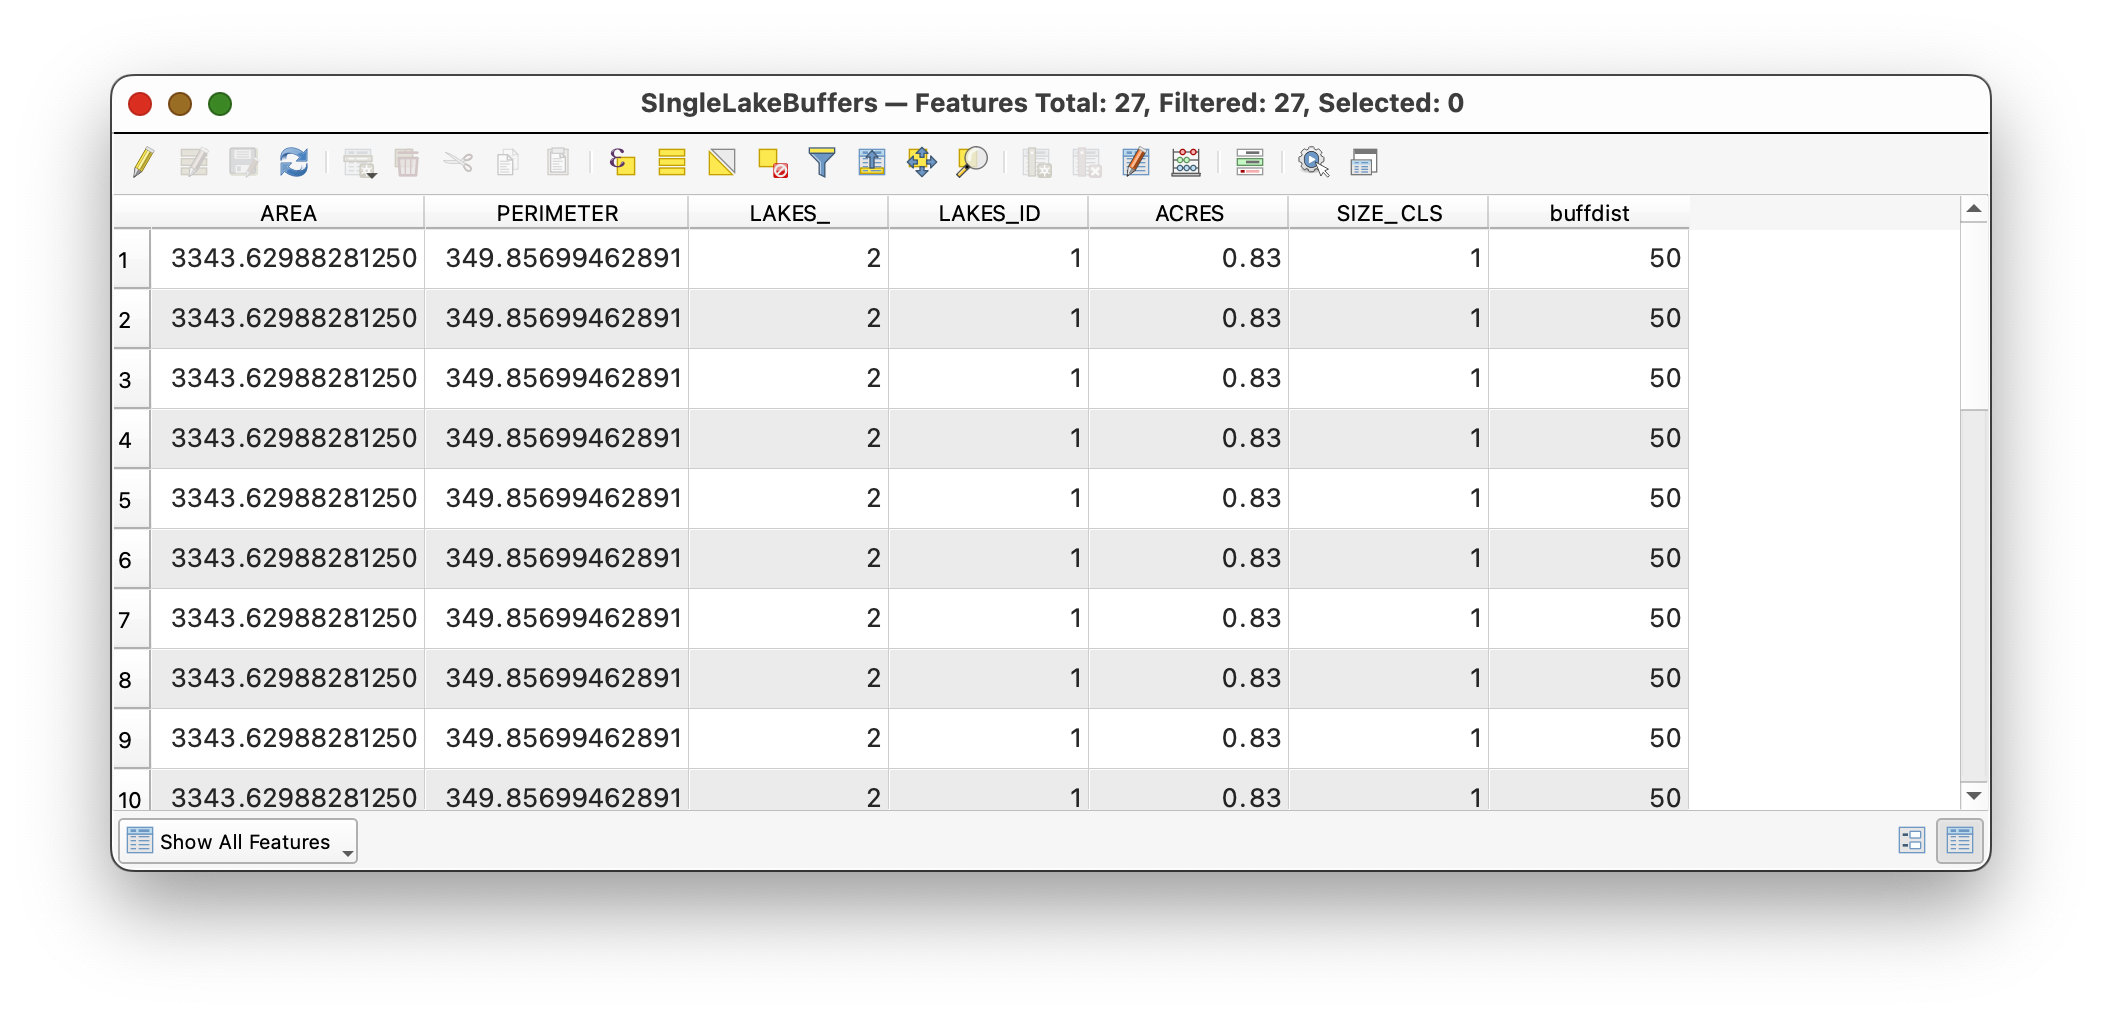 SIngleLakeBuffers — Features Total: 27, Filtered: 27, Selected: 0
AREA PERIMETER LAKES_ LAKES_ID ACRES SIZE_CLS buffdist
1 3343.62988281250 349.85699462891 2 1 0.83 1 50
2 3343.62988281250 349.85699462891 2 1 0.83 1 50
3 3343.62988281250 349.85699462891 2 1 0.83 1 50
4 3343.62988281250 349.85699462891 2 1 0.83 1 50
5 3343.62988281250 349.85699462891 2 1 0.83 1 50
6 3343.62988281250 349.85699462891 2 1 0.83 1 50
7 3343.62988281250 349.85699462891 2 1 0.83 1 50
8 3343.62988281250 349.85699462891 2 1 0.83 1 50
9 3343.62988281250 349.85699462891 2 1 0.83 1 50
10 3343.62988281250 349.85699462891 2 1 0.83 1 50
Show All Features